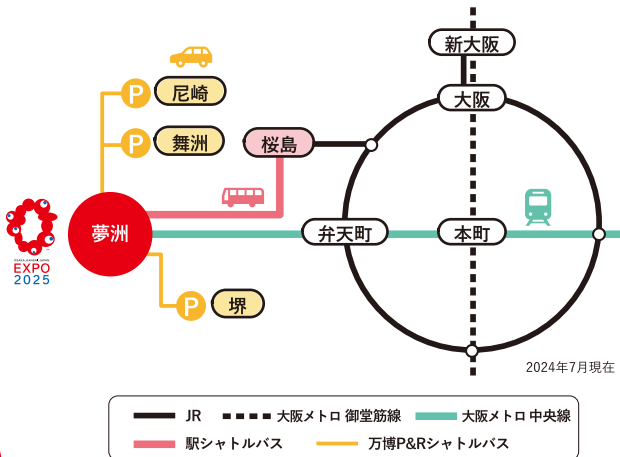 新大阪
大阪
P 尼崎
P 舞洲
桜島
夢洲
弁天町
本町
EXPO
2025
P 堺
2024年7月現在
JR
大阪メトロ 御堂筋線
大阪メトロ 中央線
駅シャトルバス
万博P&Rシャトルバス